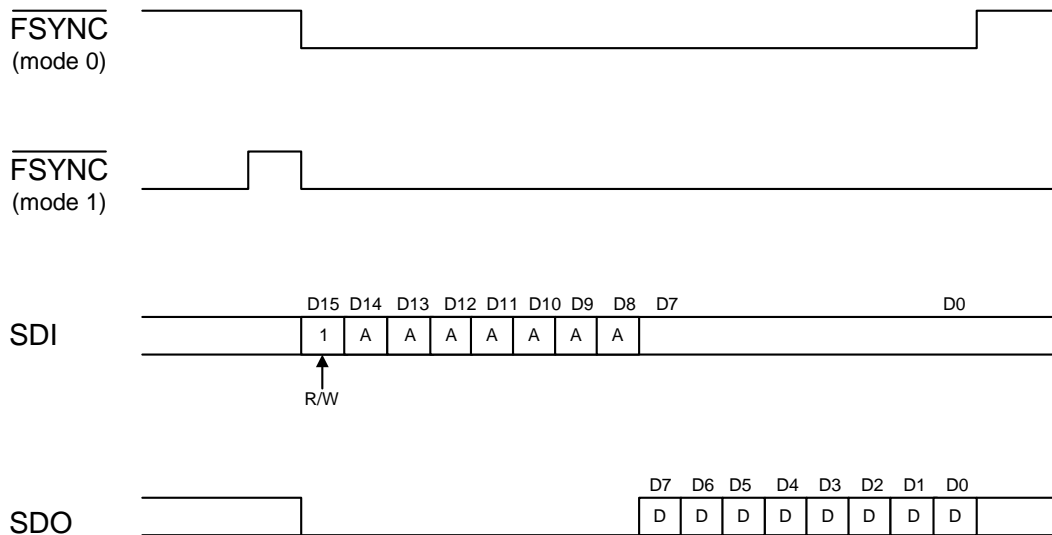 FSYNC
(mode 0)
FSYNC
(mode 1)
D15 D14 D13 D12 D11 D10 D9 D8 D7 D0
SDI 1 A A A A A A A
R/W
D7 D6 D5 D4 D3 D2 D1 D0
SDO D D D D D D D D